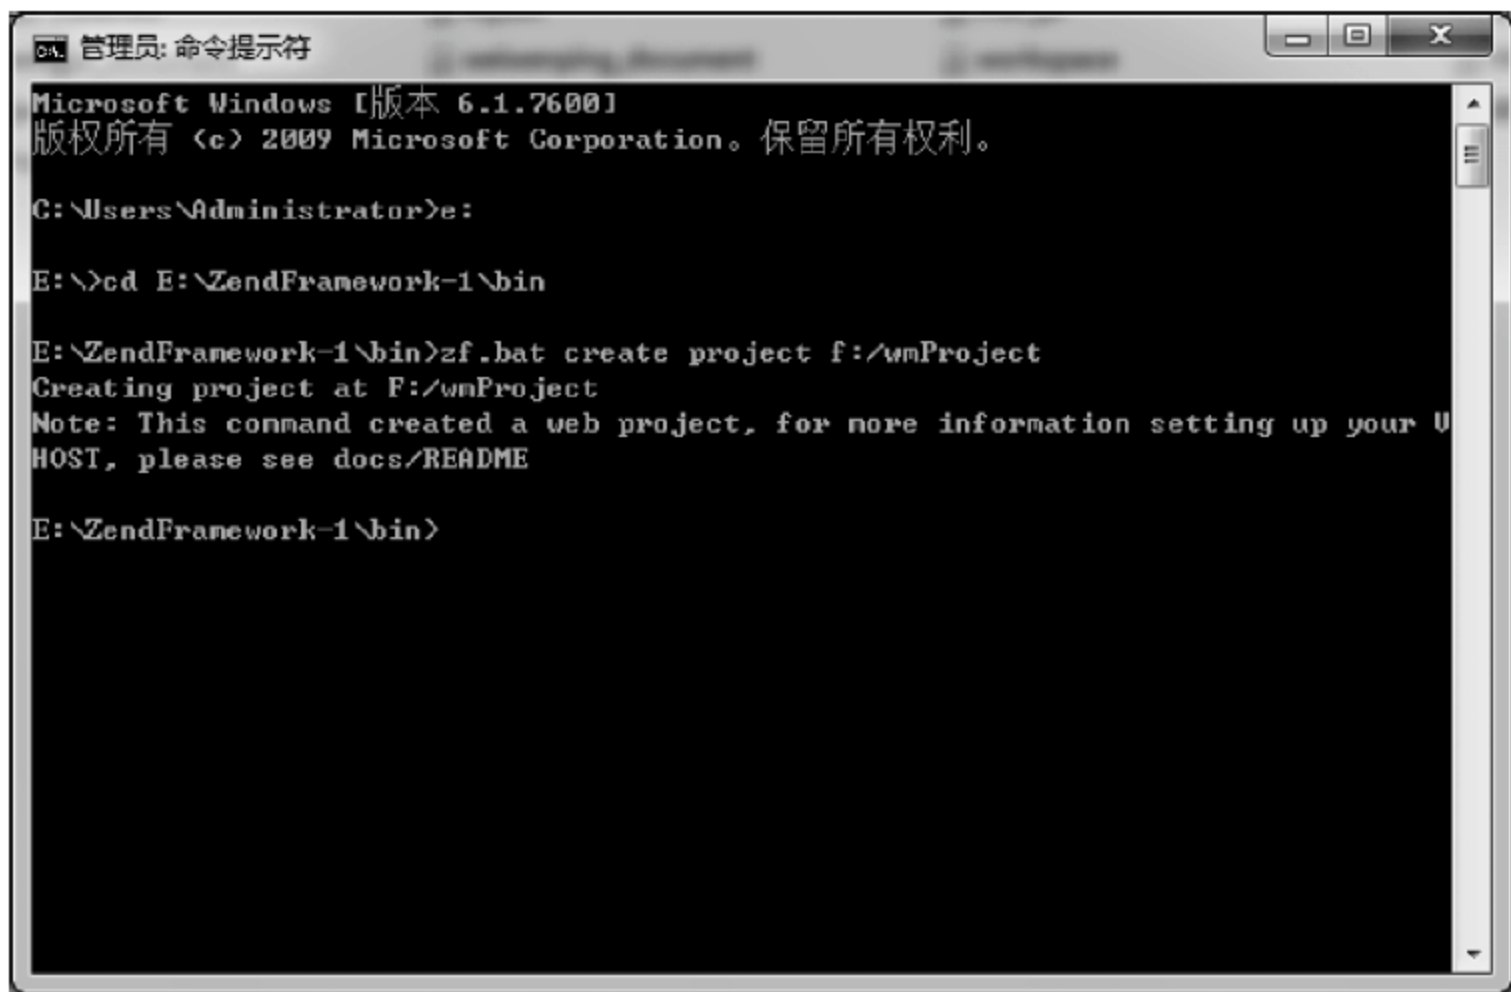 管理员: 命令提示符
Microsoft Windows [版本 6.1.7600]
版权所有 (c) 2009 Microsoft Corporation。保留所有权利。
C:\Users\Administrator>e:
E:\>cd E:\ZendFramework-1\bin
E:\ZendFramework-1\bin>zf.bat create project f:/wmProject
Creating project at F:/wmProject
Note: This command created a web project, for more information setting up your V
HOST, please see docs/README
E:\ZendFramework-1\bin>